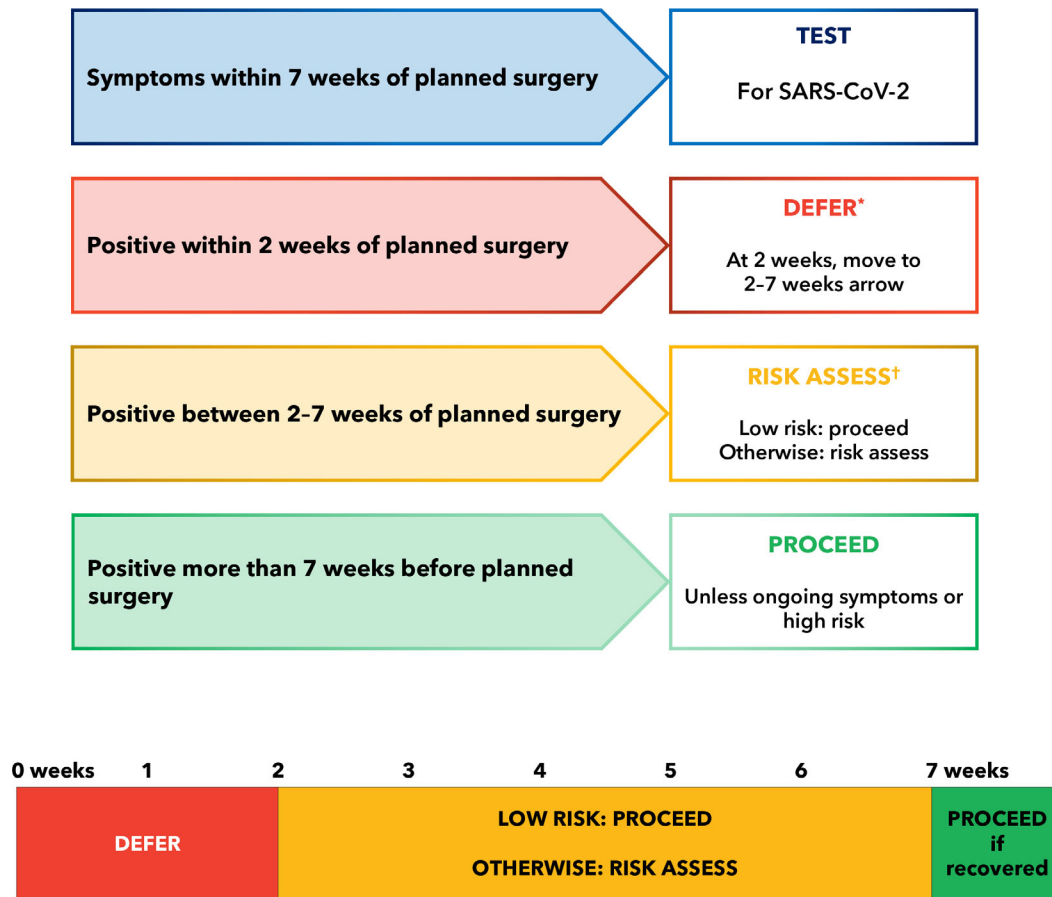 Symptoms within 7 weeks of planned surgery
TEST
For SARS-CoV-2
Positive within 2 weeks of planned surgery
DEFER*
At 2 weeks, move to
2–7 weeks arrow
Positive between 2–7 weeks of planned surgery
RISK ASSESS†
Low risk: proceed
Otherwise: risk assess
Positive more than 7 weeks before planned
surgery
PROCEED
Unless ongoing symptoms or
high risk
0 weeks 1 2 3 4 5 6 7 weeks
DEFER
LOW RISK: PROCEED
OTHERWISE: RISK ASSESS
PROCEED
if
recovered